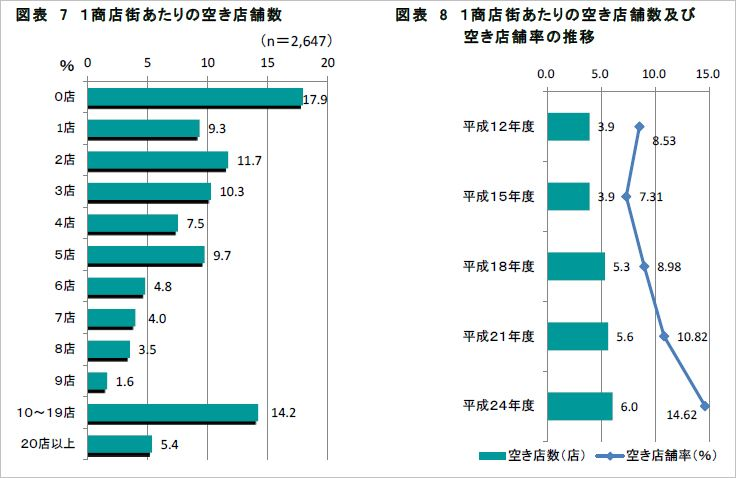 図表 7 1商店街あたりの空き店舗数
(n=2,647)
% 0 5 10 15 20
0店 17.9
1店 9.3
2店 11.7
3店 10.3
4店 7.5
5店 9.7
6店 4.8
7店 4.0
8店 3.5
9店 1.6
10～19店 14.2
20店以上 5.4
図表 8 1商店街あたりの空き店舗数及び
空き店舗率の推移
0.0 5.0 10.0 15.0
平成12年度 3.9 8.53
平成15年度 3.9 7.31
平成18年度 5.3 8.98
平成21年度 5.6 10.82
平成24年度 6.0 14.62
空き店数(店) 空き店舗率(%)